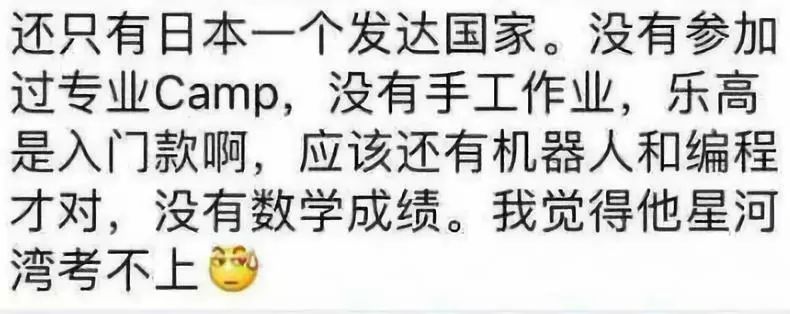 还只有日本一个发达国家。没有参加
过专业Camp，没有手工作业，乐高
是入门款啊，应该还有机器人和编程
才对，没有数学成绩。我觉得他星河
湾考不上